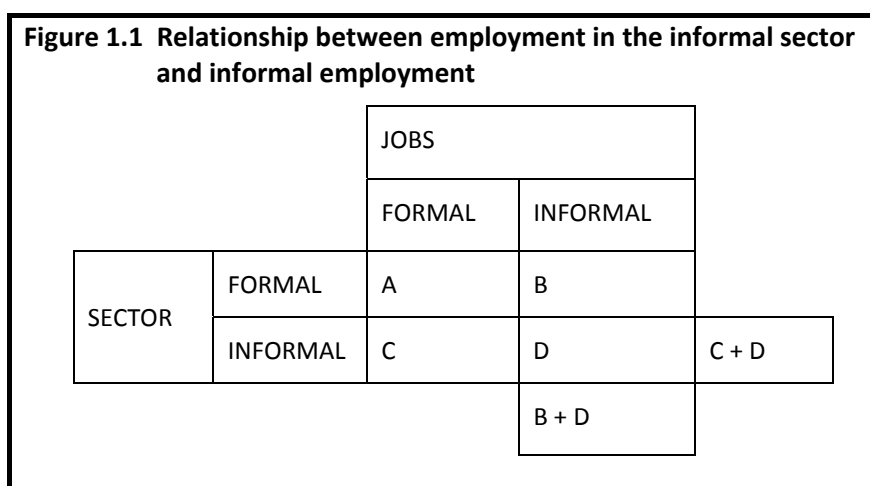 Figure 1.1 Relationship between employment in the informal sector
and informal employment
JOBS
FORMAL INFORMAL
SECTOR
FORMAL A B
INFORMAL C D C + D
B + D